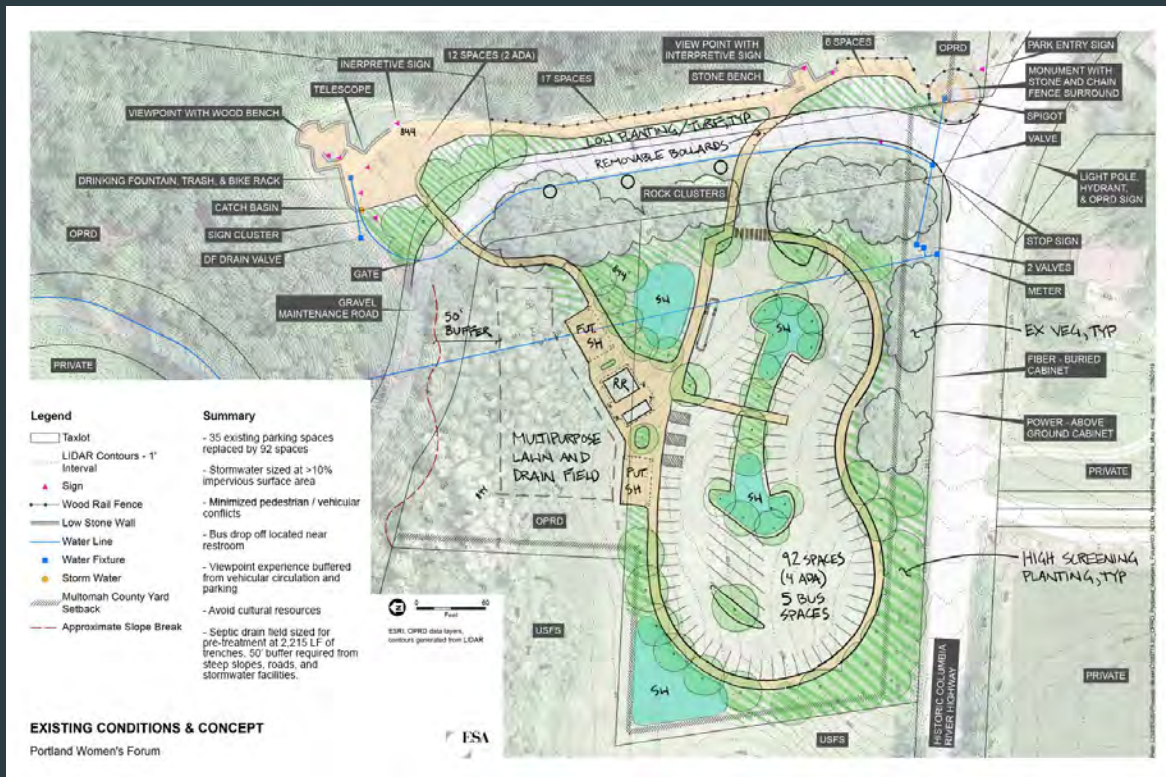 VIEW POINT WITH
INTERPRETIVE SIGN
6 SPACES
OPRD
PARK ENTRY SIGN
12 SPACES (2 ADA)
INERPRETIVE SIGN
STONE BENCH
MONUMENT WITH
STONE AND CHAIN
FENCE SURROUND
17 SPACES
TELESCOPE
VIEWPOINT WITH WOOD BENCH
SPIGOT
844
LOW PLANTING/TURF, TYP
VALVE
REMOVABLE BOLLARDS
DRINKING FOUNTAIN, TRASH, & BIKE RACK
LIGHT POLE,
HYDRANT,
& OPRD SIGN
ROCK CLUSTERS
CATCH BASIN
SIGN CLUSTER
OPRD
STOP SIGN
DF DRAIN VALVE
GATE
2 VALVES
METER
GRAVEL
MAINTENANCE ROAD
844
SW
SW
50'
BUFFER
FUT.
SH
EX VEG, TYP
PRIVATE
FIBER - BURIED
CABINET
RR
POWER - ABOVE
GROUND CABINET
MULTIPURPOSE
LAWN AND
DRAIN FIELD
FUT.
SH
PRIVATE
SW
OPRD
92 SPACES
(4 ADA)
5 BUS
SPACES
HIGH SCREENING
PLANTING, TYP
USFS
SW
PRIVATE
HISTORIC COLUMBIA
RIVER HIGHWAY
USFS
Legend
Taxlot
LIDAR Contours - 1'
Interval
Sign
Wood Rail Fence
Low Stone Wall
Water Line
Water Fixture
Storm Water
Multomah County Yard
Setback
Approximate Slope Break
Summary
- 35 existing parking spaces
replaced by 92 spaces
- Stormwater sized at >10%
impervious surface area
- Minimized pedestrian / vehicular
conflicts
- Bus drop off located near
restroom
- Viewpoint experience buffered
from vehicular circulation and
parking
- Avoid cultural resources
- Septic drain field sized for
pre-treatment at 2,215 LF of
trenches, 50' buffer required from
steep slopes, roads, and
stormwater facilities.
N
0 60
Feet
ESRI, OPRD data layers,
contours generated from LIDAR
EXISTING CONDITIONS & CONCEPT
Portland Women's Forum
ESA